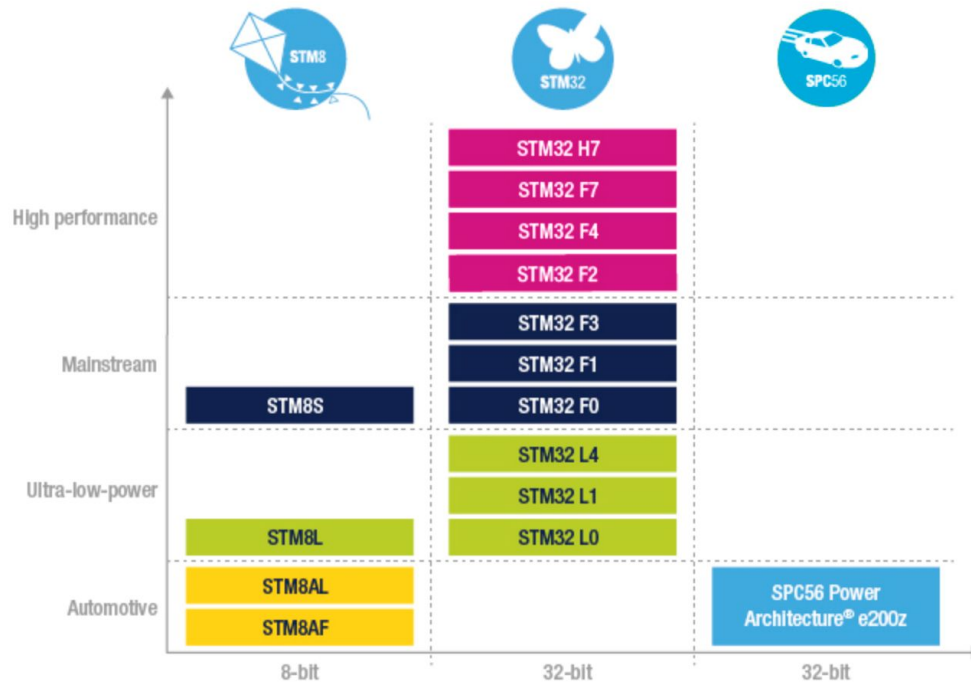 STM8
STM32
SPC56
High performance
STM32 H7
STM32 F7
STM32 F4
STM32 F2
Mainstream
STM32 F3
STM32 F1
STM8S
STM32 F0
Ultra-low-power
STM32 L4
STM32 L1
STM8L
STM32 L0
Automotive
STM8AL
STM8AF
SPC56 Power
Architecture® e200z
8-bit
32-bit
32-bit